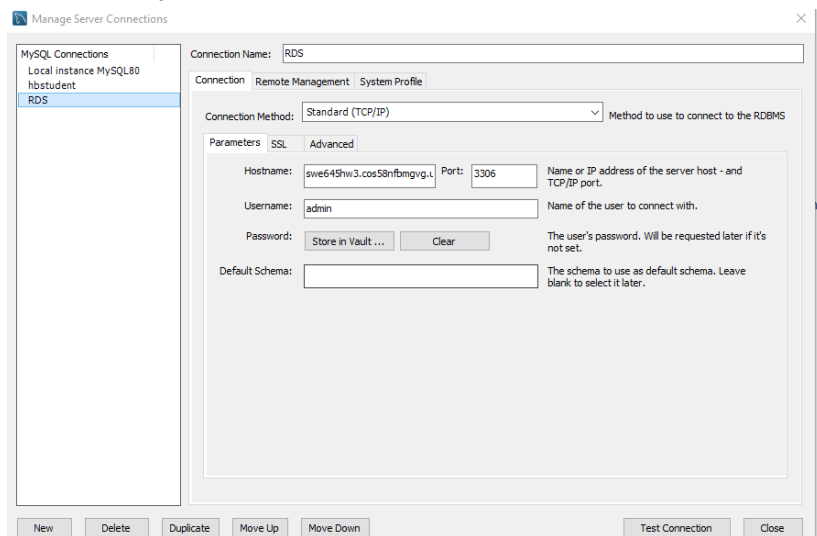 Manage Server Connections
MySQL Connections
Local instance MySQL80
hbstudent
RDS
Connection Name: RDS
Connection Remote Management System Profile
Connection Method: Standard (TCP/IP) Method to use to connect to the RDBMS
Parameters SSL Advanced
Hostname: swe645hw3.cos58nfbmgvg.u Port: 3306 Name or IP address of the server host - and
TCP/IP port.
Username: admin Name of the user to connect with.
Password: Store in Vault ... Clear The user's password. Will be requested later if it's
not set.
Default Schema: The schema to use as default schema. Leave
blank to select it later.
New Delete Duplicate Move Up Move Down Test Connection Close